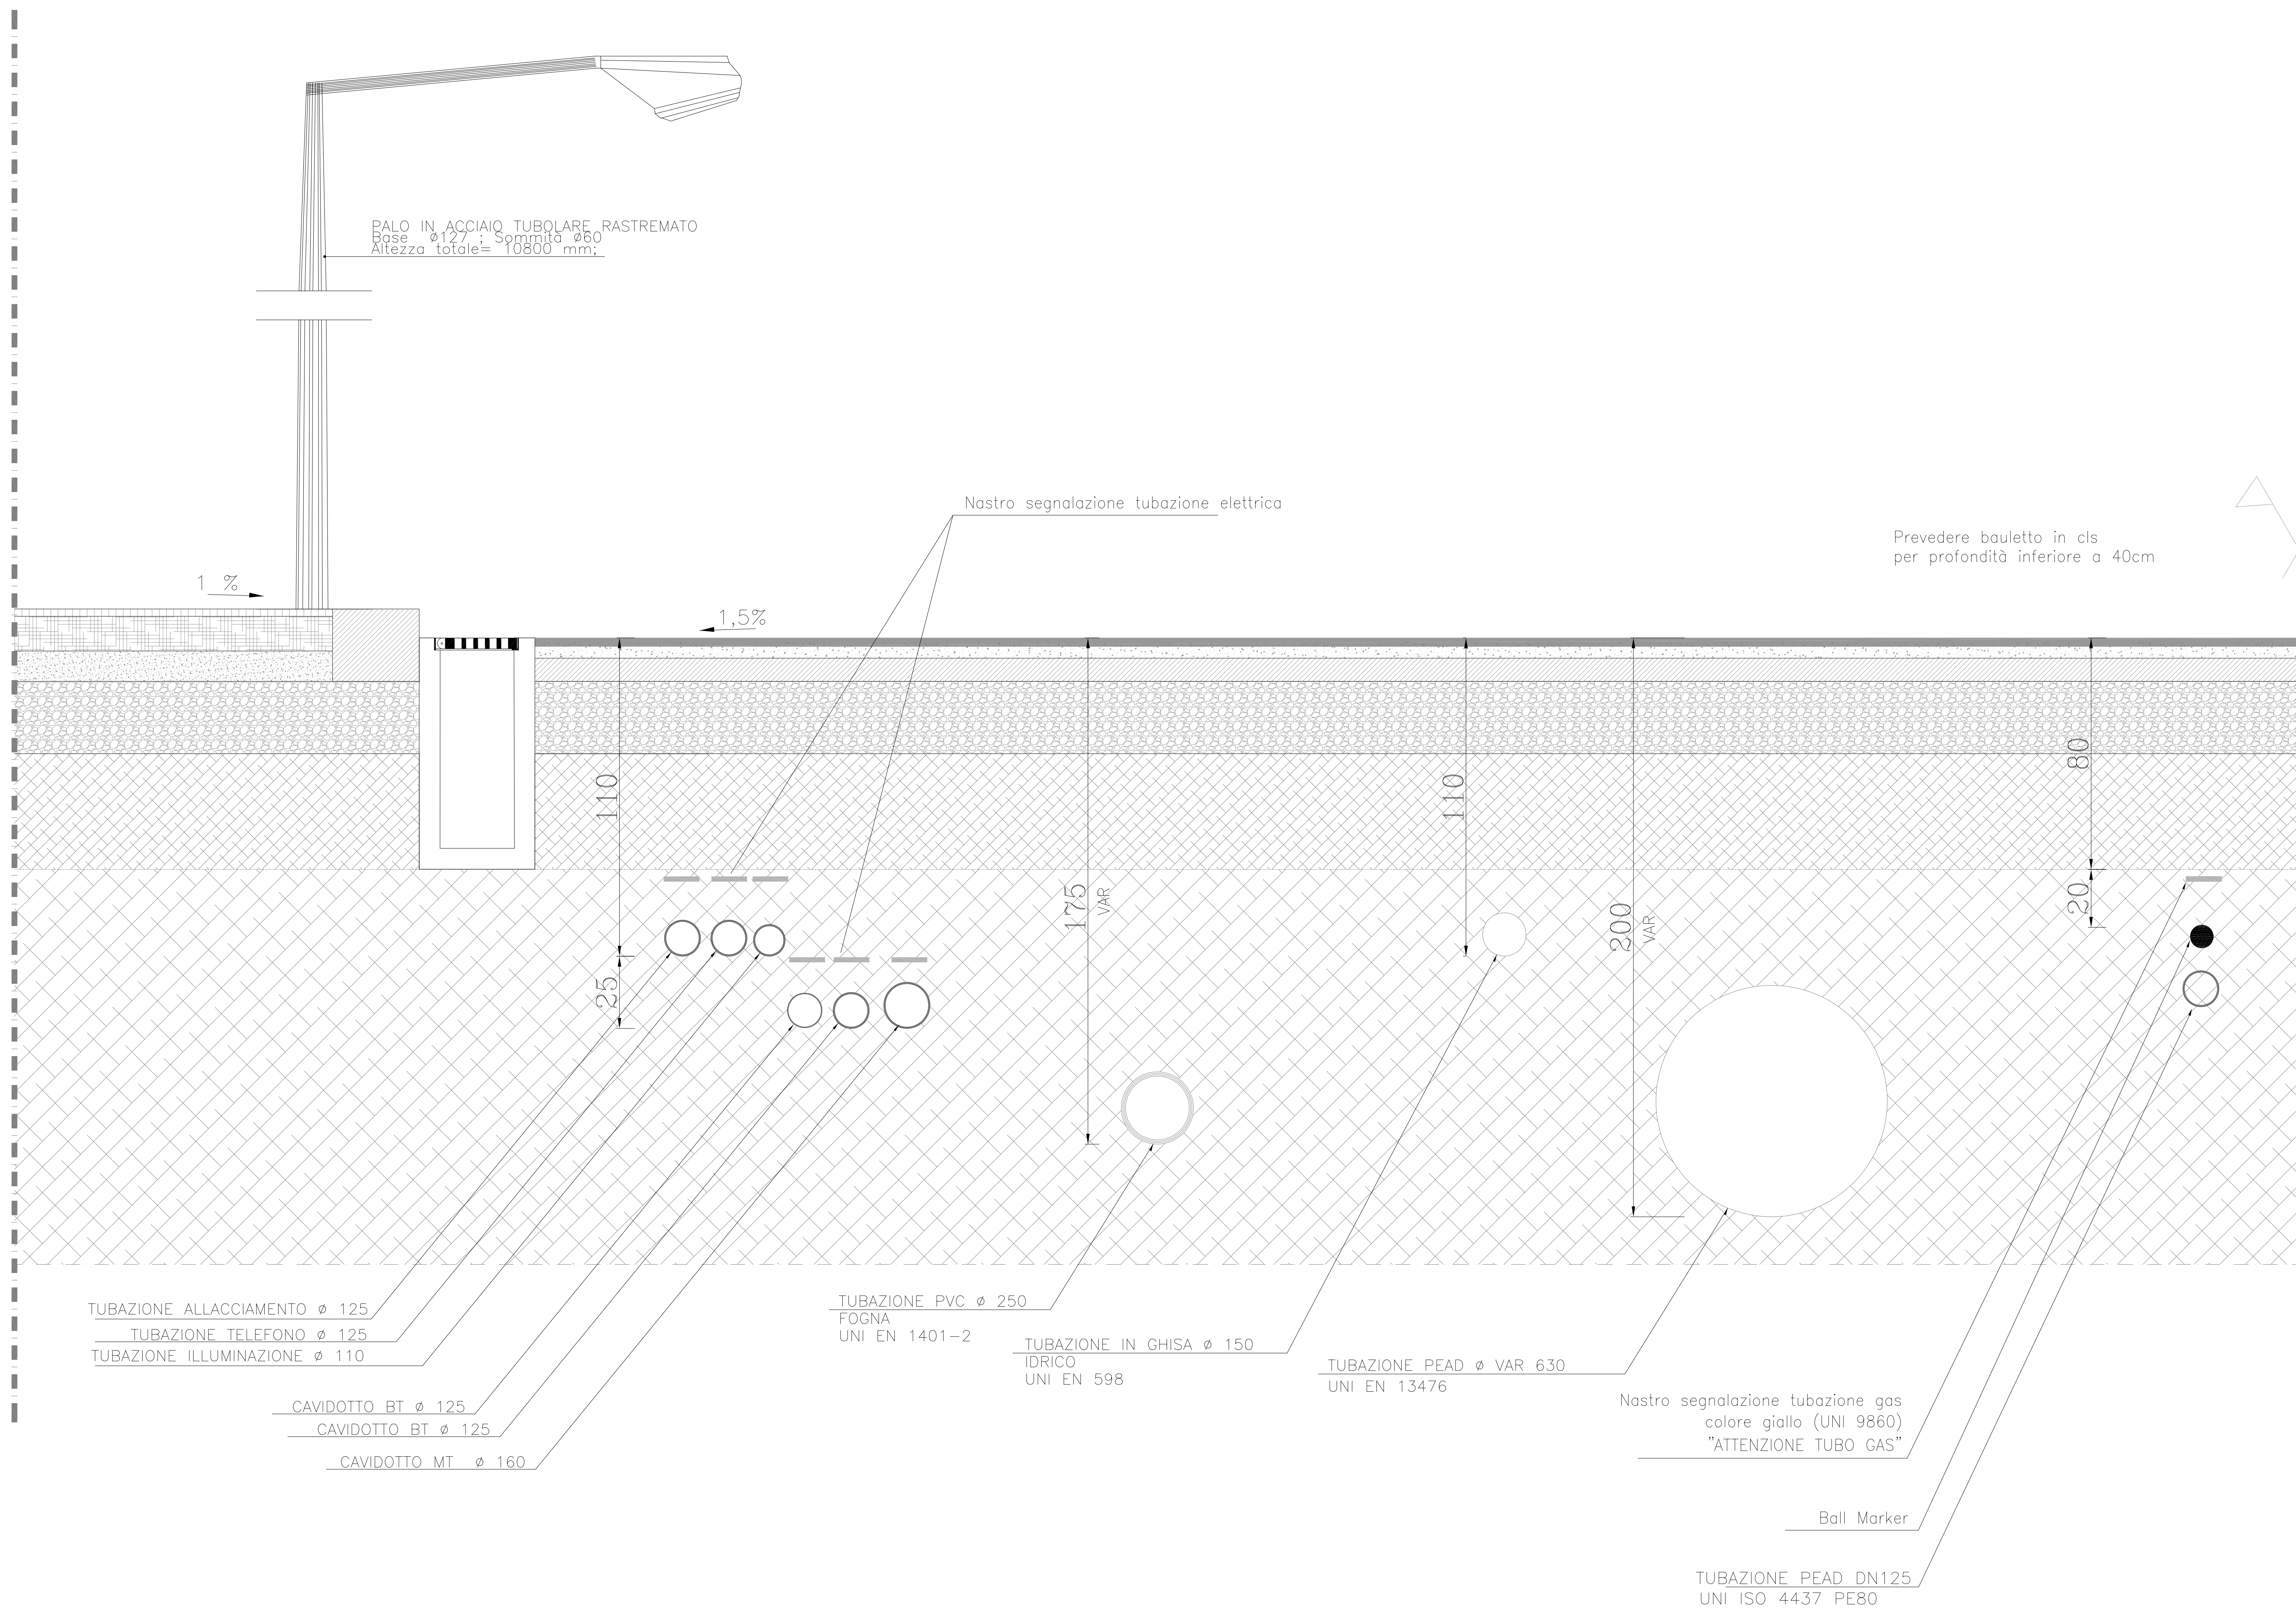 PALO IN ACCIAIO TUBOLARE RASTREMATO
Base ø127 ; Sommità ø60
Altezza totale= 10800 mm;
Nastro segnalazione tubazione elettrica
Prevedere bauletto in cls
per profondità inferiore a 40cm
1 %
1,5%
110
25
175
VAR
110
200
VAR
80
20
TUBAZIONE ALLACCIAMENTO ø 125
TUBAZIONE TELEFONO ø 125
TUBAZIONE ILLUMINAZIONE ø 110
CAVIDOTTO BT ø 125
CAVIDOTTO BT ø 125
CAVIDOTTO MT ø 160
TUBAZIONE PVC ø 250
FOGNA
UNI EN 1401-2
TUBAZIONE IN GHISA ø 150
IDRICO
UNI EN 598
TUBAZIONE PEAD ø VAR 630
UNI EN 13476
Nastro segnalazione tubazione gas
colore giallo (UNI 9860)
"ATTENZIONE TUBO GAS"
Ball Marker
TUBAZIONE PEAD DN125
UNI ISO 4437 PE80